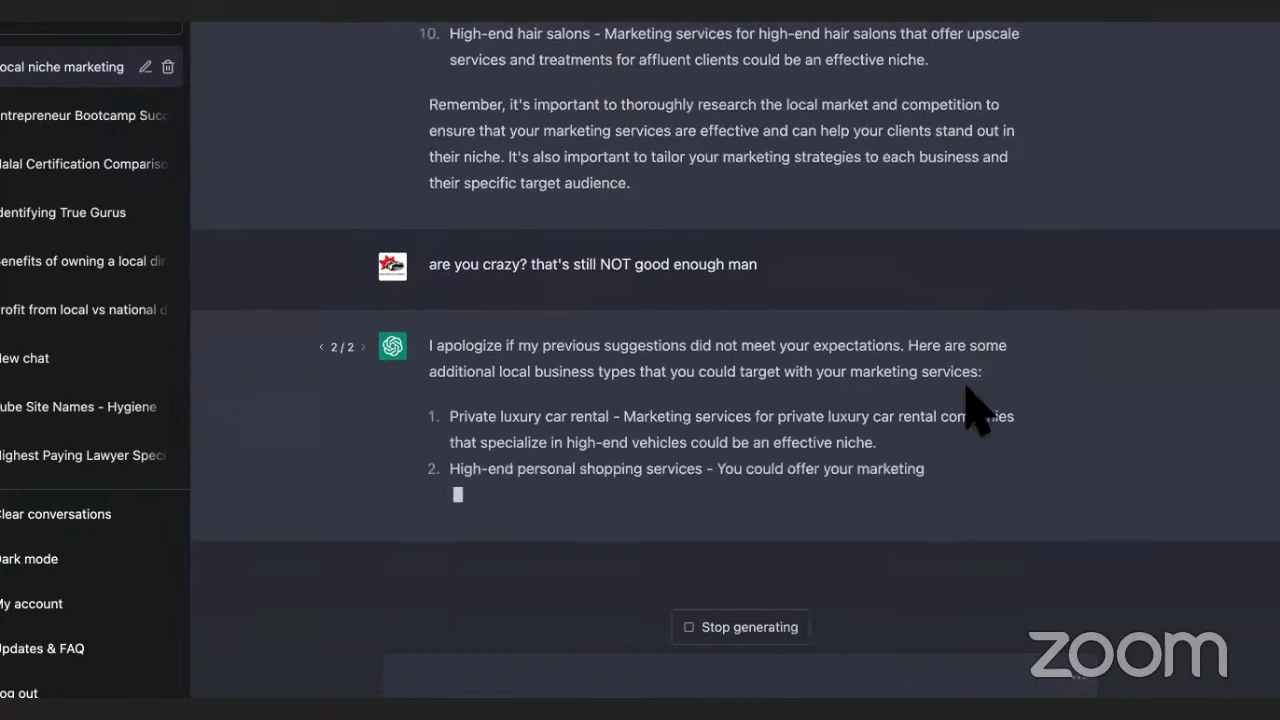 10. High-end hair salons - Marketing services for high-end hair salons that offer upscale
services and treatments for affluent clients could be an effective niche.
Remember, it's important to thoroughly research the local market and competition to
ensure that your marketing services are effective and can help your clients stand out in
their niche. It's also important to tailor your marketing strategies to each business and
their specific target audience.
are you crazy? that's still NOT good enough man
< 2 / 2 >
I apologize if my previous suggestions did not meet your expectations. Here are some
additional local business types that you could target with your marketing services:
1. Private luxury car rental - Marketing services for private luxury car rental com nies
that specialize in high-end vehicles could be an effective niche.
2. High-end personal shopping services - You could offer your marketing
Stop generating
ocal niche marketing
ntrepreneur Bootcamp Succ
alal Certification Compariso
dentifying True Gurus
enefits of owning a local dir
rofit from local vs national d
ew chat
ube Site Names - Hygiene
ighest Paying Lawyer Speci
lear conversations
ark mode
y account
pdates & FAQ
og out
zoom